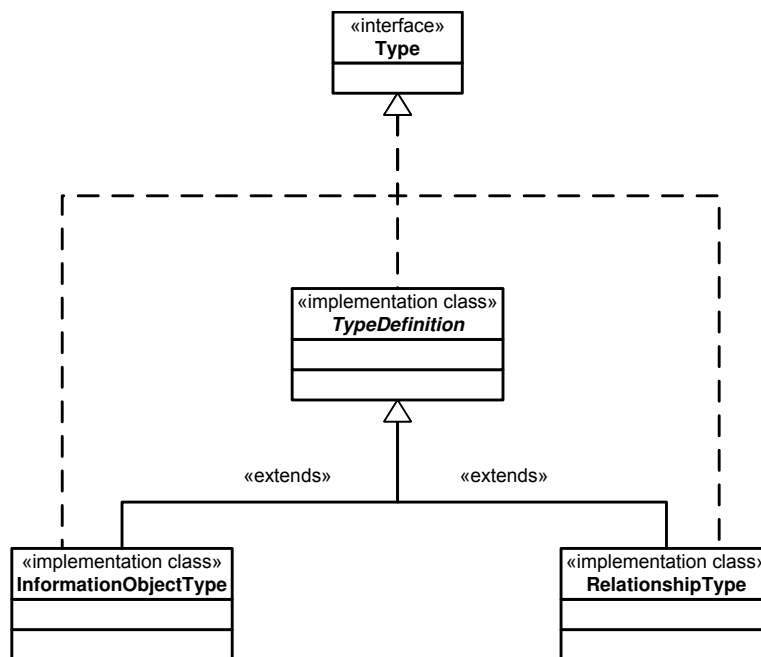 «interface»
Type
«implementation class»
TypeDefinition
«extends» «extends»
«implementation class» «implementation class»
InformationObjectType RelationshipType